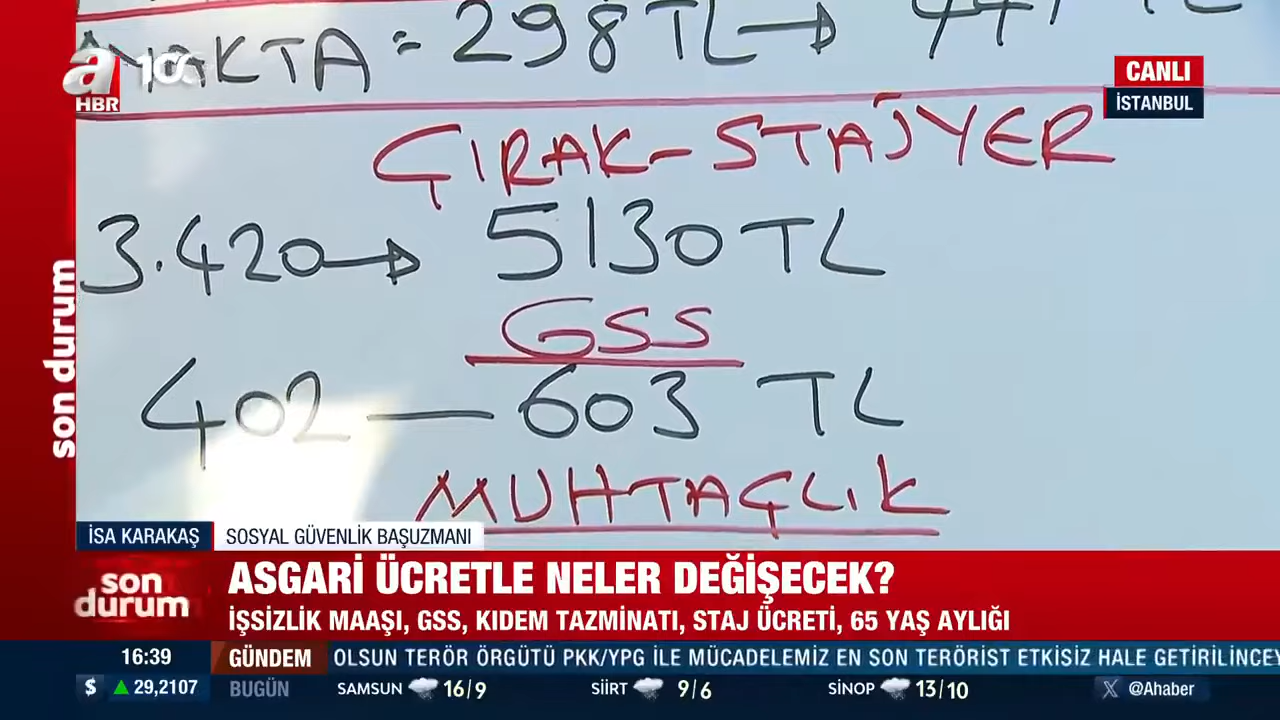 AYAKTA = 298 TL → 447 TL
a 100
HBR
CANLI
İSTANBUL
ÇIRAK-STAJYER
3.420 → 5130 TL
GSS
402 — 603 TL
MUHTAÇLIK
son durum
İSA KARAKAŞ SOSYAL GÜVENLİK BAŞUZMANI
son durum
ASGARİ ÜCRETLE NELER DEĞİŞECEK?
İŞSİZLİK MAAŞI, GSS, KIDEM TAZMİNATI, STAJ ÜCRETİ, 65 YAŞ AYLIĞI
16:39 GÜNDEM OLSUN TERÖR ÖRGÜTÜ PKK/YPG İLE MÜCADELEMİZ EN SON TERÖRİST ETKİSİZ HALE GETİRİLİNCEY
$ ▲ 29,2107 BUGÜN SAMSUN 16/9 SİİRT 9/6 SİNOP 13/10 X @Ahaber